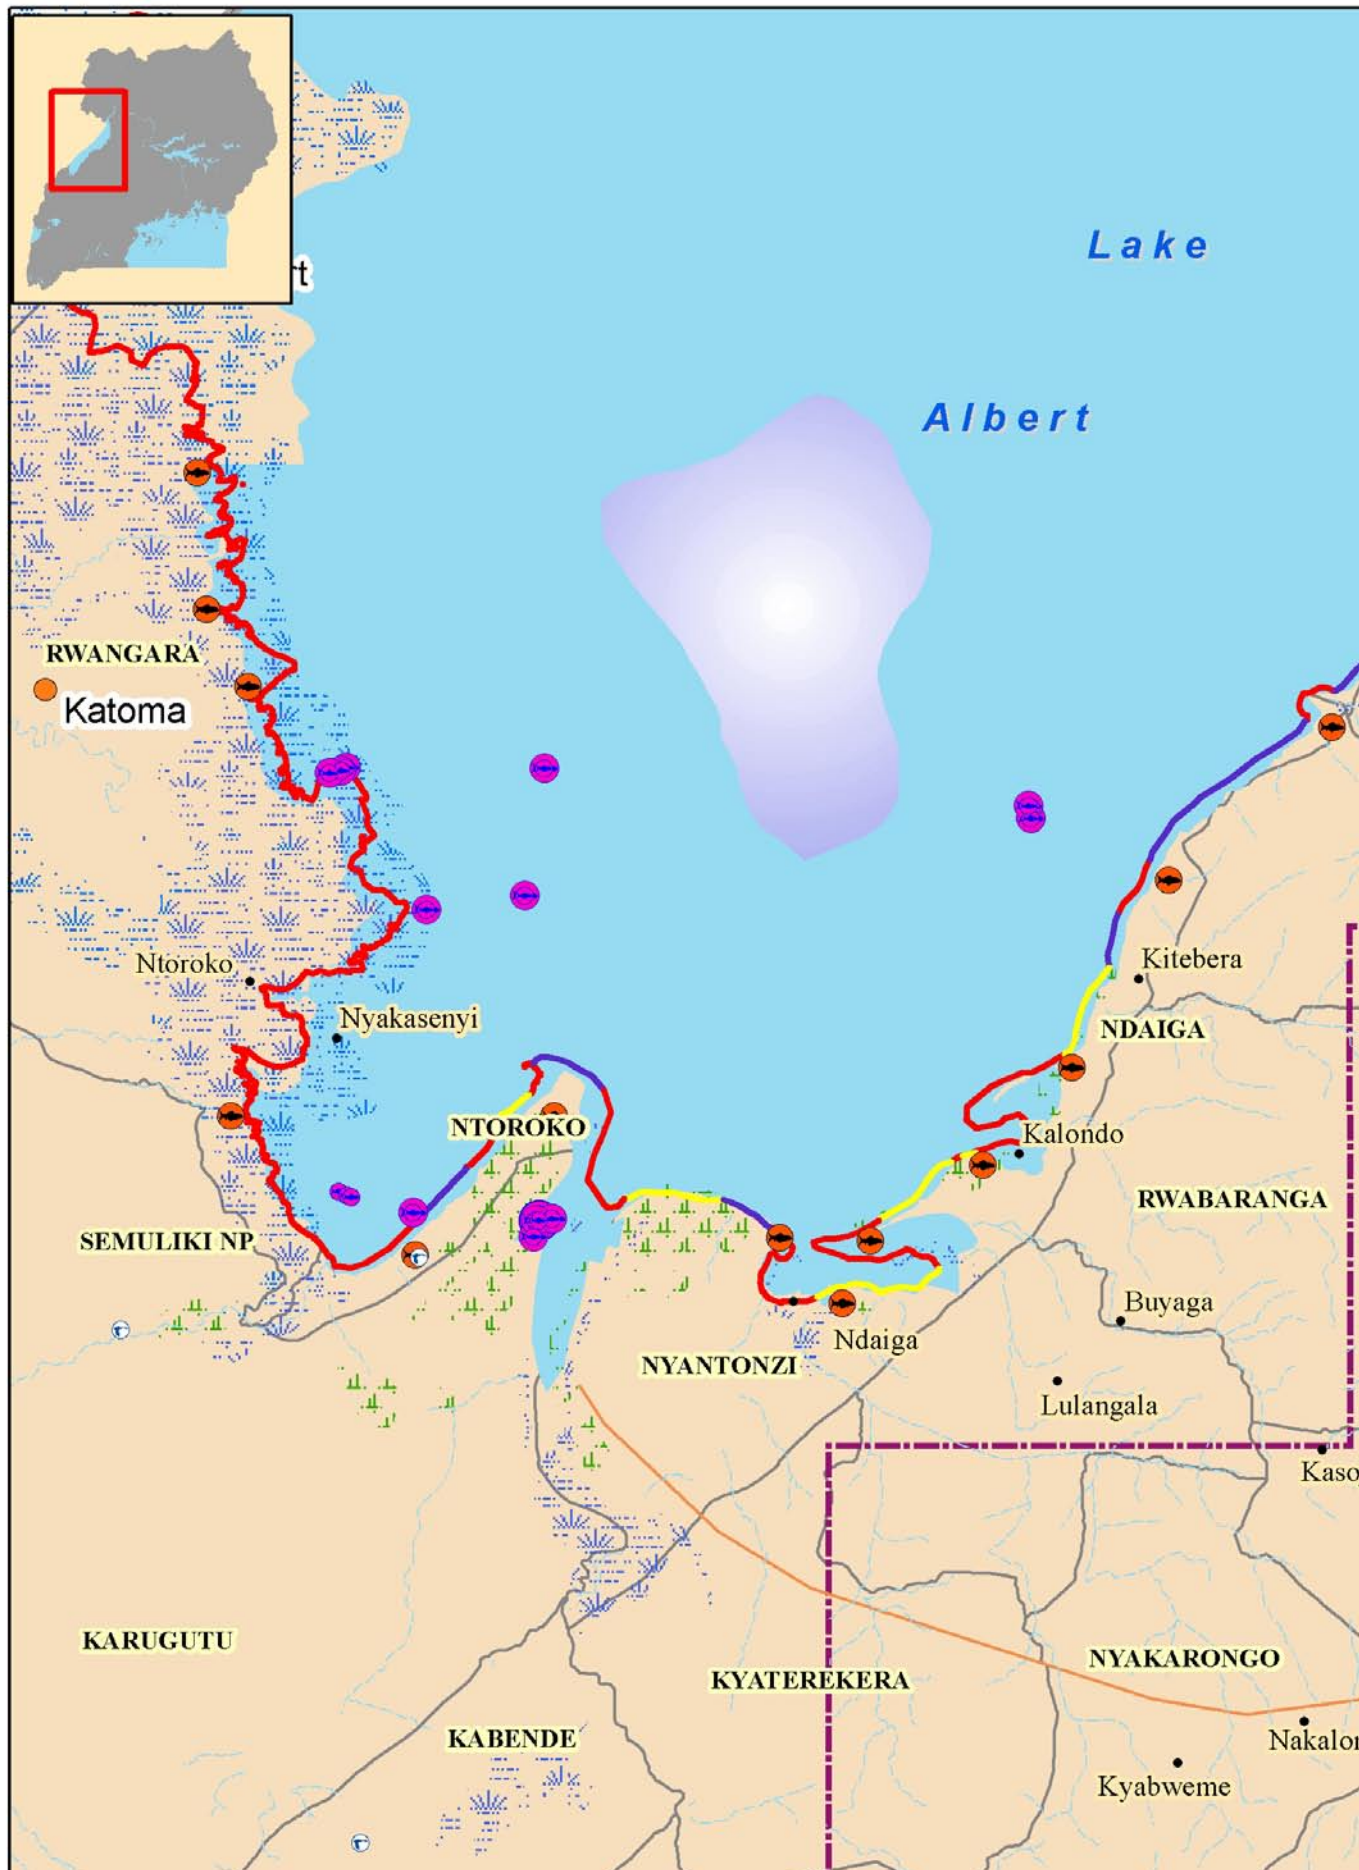 Lake
Albert
RWANGARA
Katoma
Kitebera
Ntoroko
Nyakasenyi
NDAIGA
NTOROKO
Kalondo
RWABARANGA
SEMULIKI NP
Buyaga
Ndaiga
NYANTONZI
Lulangala
KARUGUTU
NYAKARONGO
KYATEREKERA
KABENDE
Kyabweme